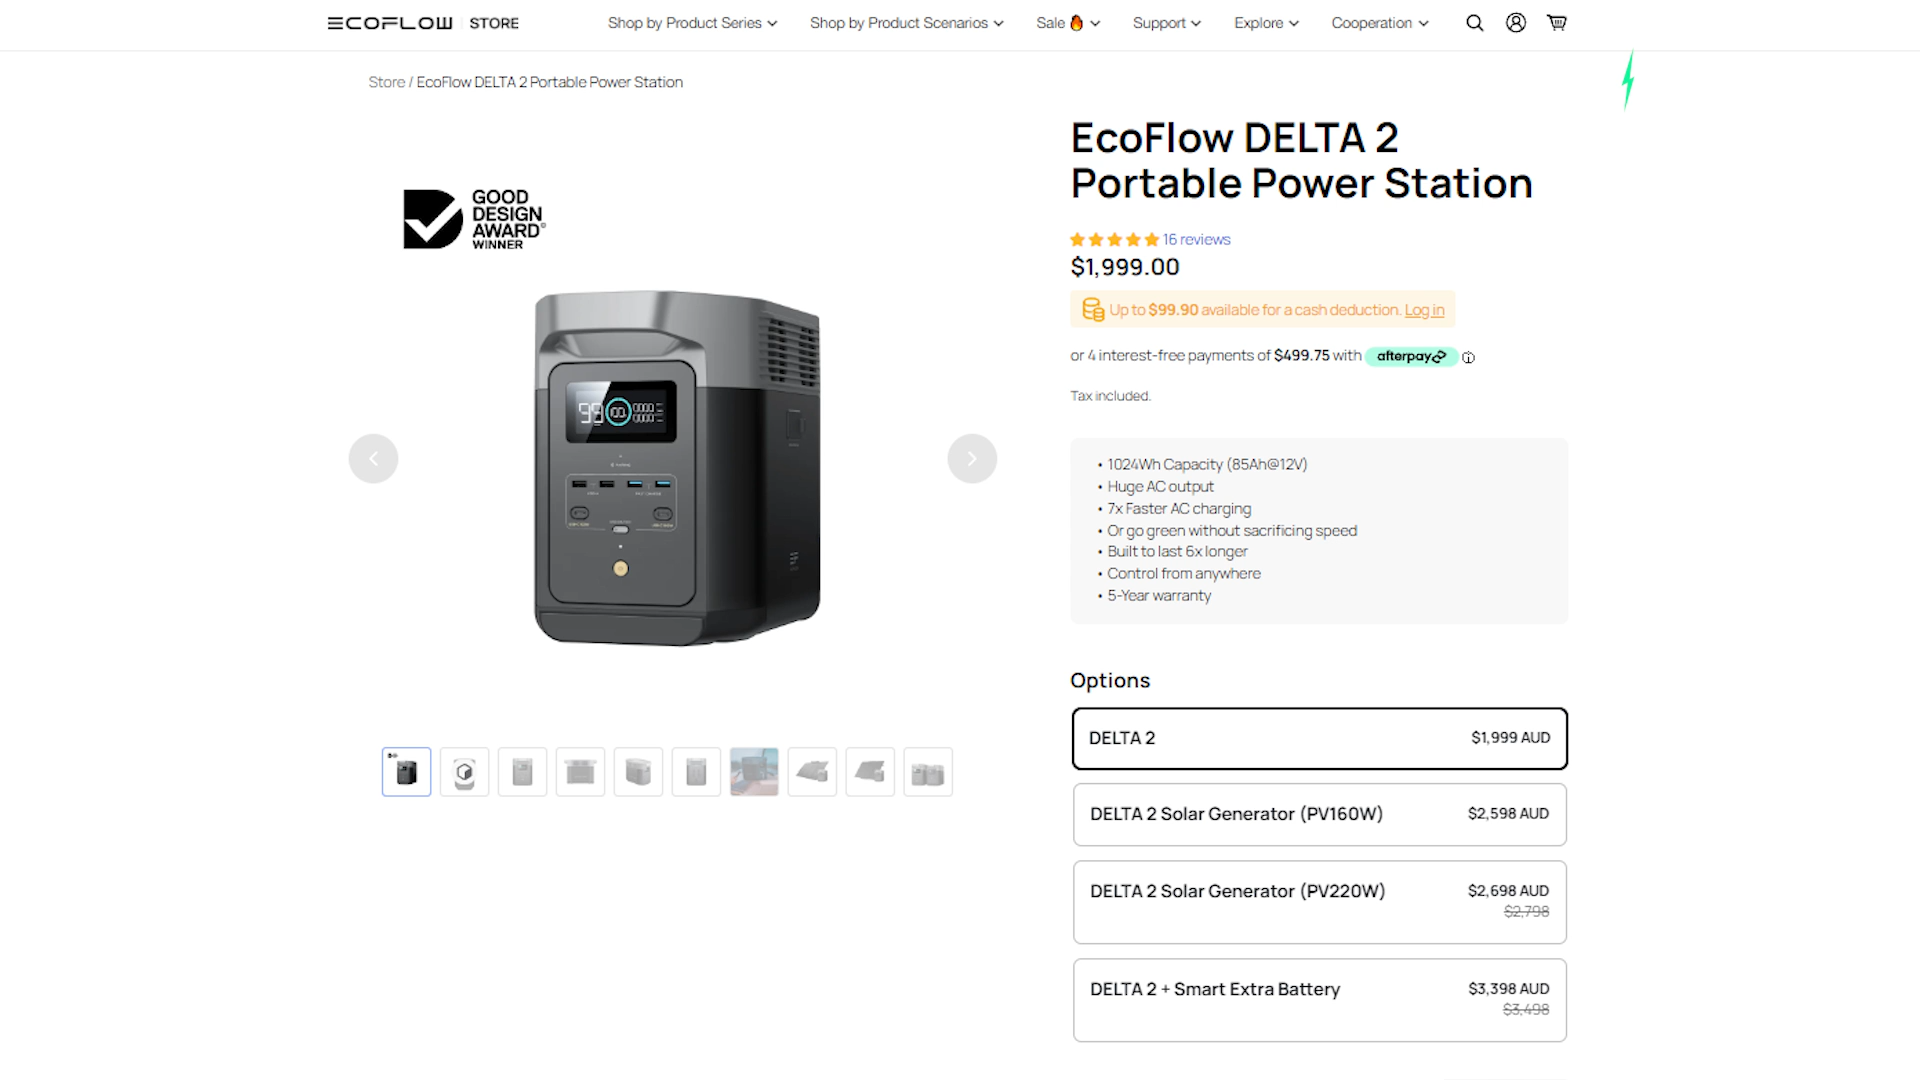 ECOFLOW STORE
Shop by Product Series
Shop by Product Scenarios
Sale
Support
Explore
Cooperation
Store / EcoFlow DELTA 2 Portable Power Station
GOOD
DESIGN
AWARD®
WINNER
EcoFlow DELTA 2
Portable Power Station
16 reviews
$1,999.00
Up to $99.90 available for a cash deduction. Log in
or 4 interest-free payments of $499.75 with afterpay
Tax included.
• 1024Wh Capacity (85Ah@12V)
• Huge AC output
• 7x Faster AC charging
• Or go green without sacrificing speed
• Built to last 6x longer
• Control from anywhere
• 5-Year warranty
Options
DELTA 2 $1,999 AUD
DELTA 2 Solar Generator (PV160W) $2,598 AUD
DELTA 2 Solar Generator (PV220W) $2,698 AUD
$2,798
DELTA 2 + Smart Extra Battery $3,398 AUD
$3,498